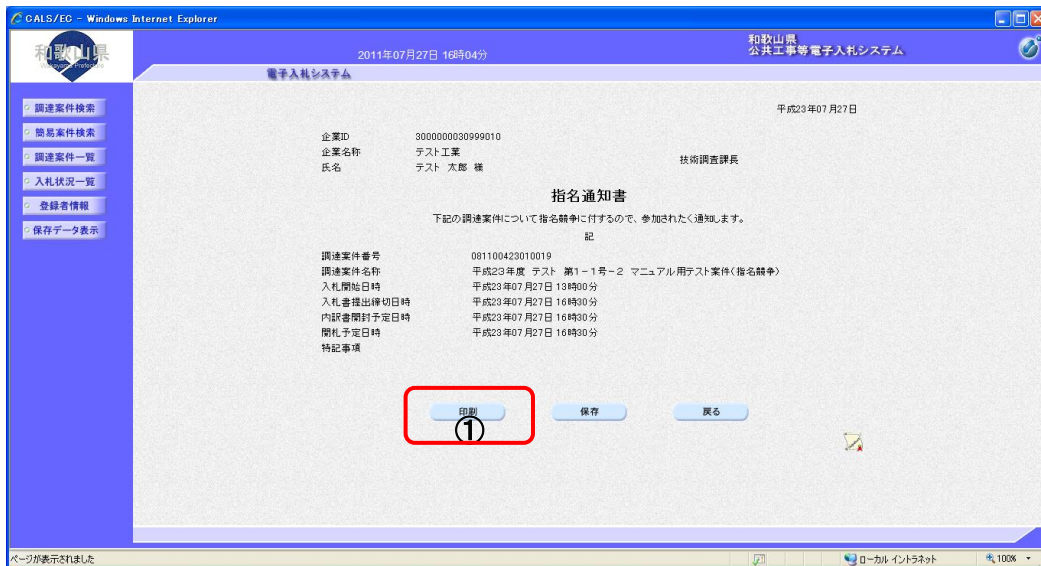 CALS/EC - Windows Internet Explorer
和歌山県
Wakayama Prefecture
2011年07月27日 16時04分
和歌山県
公共工事等電子入札システム
電子入札システム
調達案件検索
簡易案件検索
調達案件一覧
入札状況一覧
登録者情報
保存データ表示
平成23年07月27日
企業ID 3000000030999010
企業名称 テスト工業
氏名 テスト 太郎 様
技術調査課長
指名通知書
下記の調達案件について指名競争に付するので、参加されたく通知します。
記
調達案件番号 081100423010019
調達案件名称 平成23年度 テスト 第1-1号-2 マニュアル用テスト案件(指名競争)
入札開始日時 平成23年07月27日 13時00分
入札書提出締切日時 平成23年07月27日 16時30分
内訳書開封予定日時 平成23年07月27日 16時30分
開札予定日時 平成23年07月27日 16時30分
特記事項
印刷 保存 戻る
①
ページが表示されました ローカル イントラネット 100%